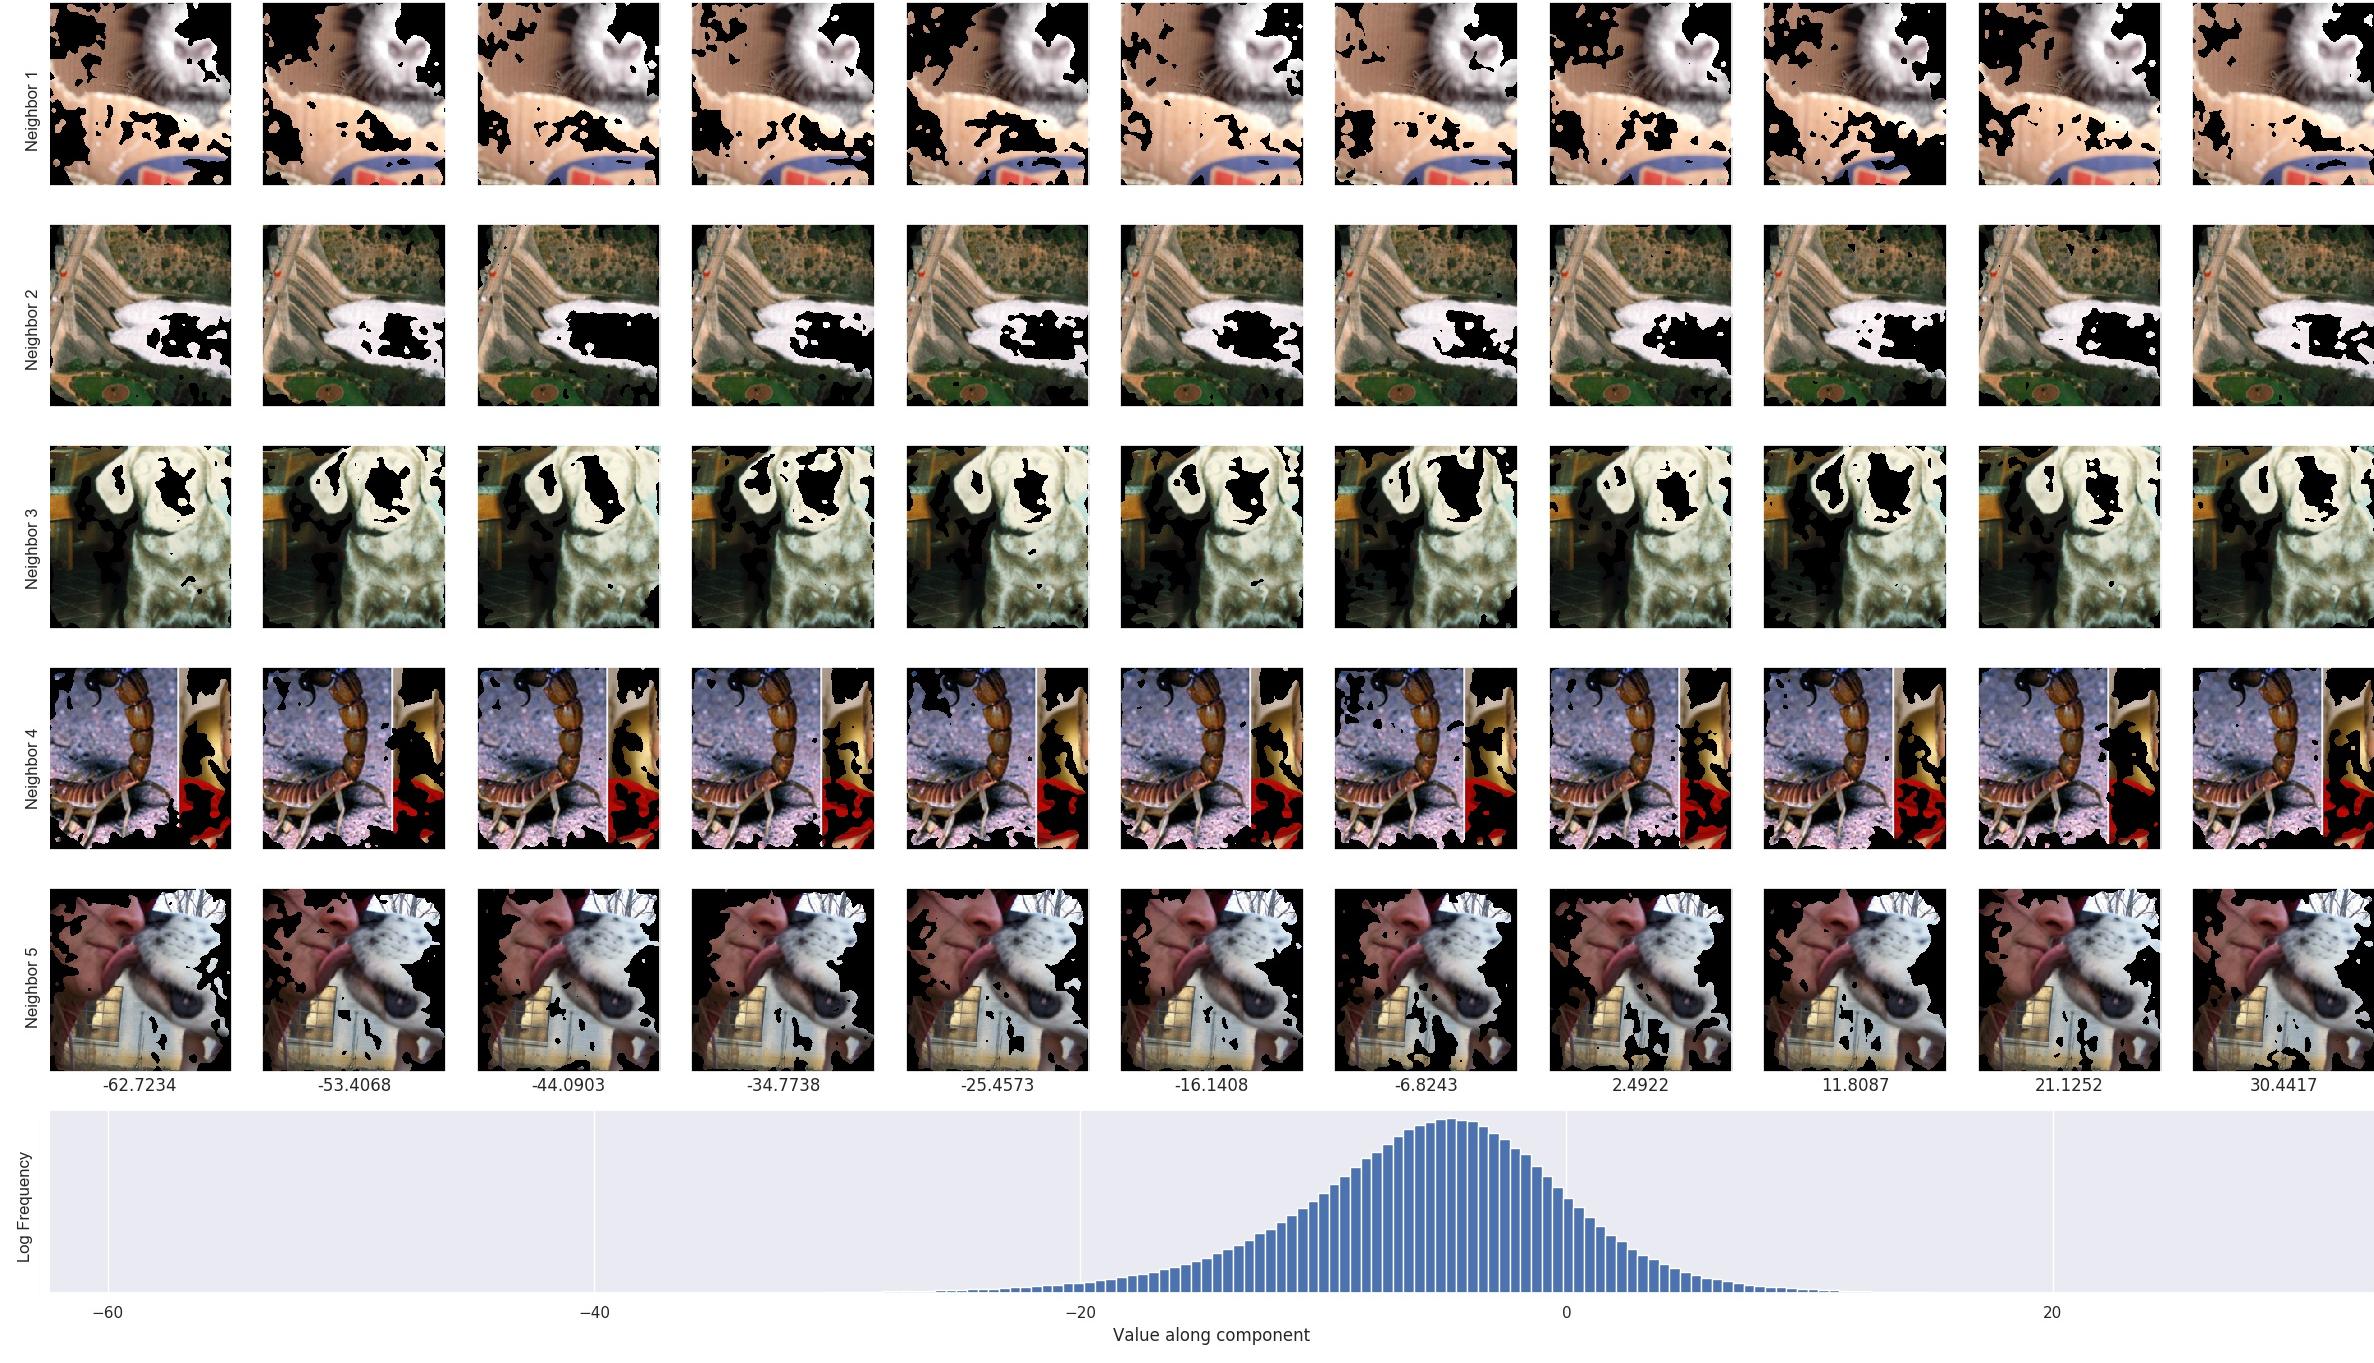 Neighbor 1
Neighbor 2
Neighbor 3
Neighbor 4
Neighbor 5
-62.7234 -53.4068 -44.0903 -34.7738 -25.4573 -16.1408 -6.8243 2.4922 11.8087 21.1252 30.4417
Log Frequency
−60 −40 −20 0 20
Value along component